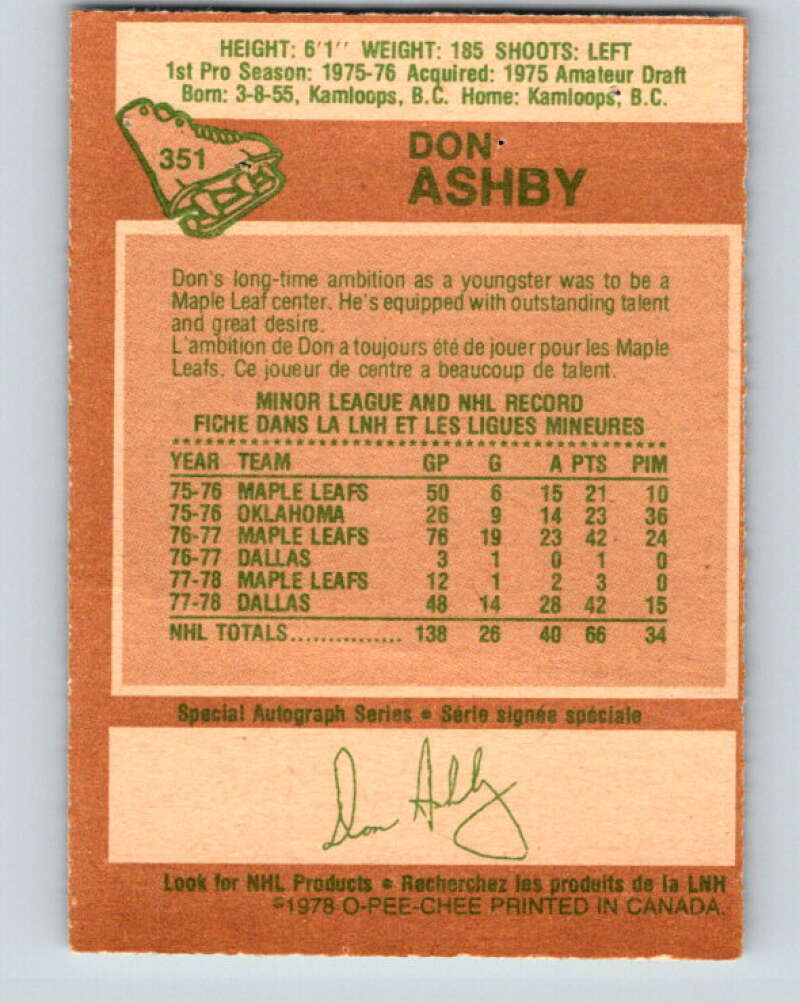 HEIGHT: 6'1'' WEIGHT: 185 SHOOTS: LEFT
1st Pro Season: 1975-76 Acquired: 1975 Amateur Draft
Born: 3-8-55, Kamloops, B.C. Home: Kamloops, B.C.
351
DON
ASHBY
Don's long-time ambition as a youngster was to be a
Maple Leaf center. He's equipped with outstanding talent
and great desire.
L'ambition de Don a toujours été de jouer pour les Maple
Leafs. Ce joueur de centre a beaucoup de talent.
MINOR LEAGUE AND NHL RECORD
FICHE DANS LA LNH ET LES LIGUES MINEURES
YEAR TEAM GP G A PTS PIM
75-76 MAPLE LEAFS 50 6 15 21 10
75-76 OKLAHOMA 26 9 14 23 36
76-77 MAPLE LEAFS 76 19 23 42 24
76-77 DALLAS 3 1 0 1 0
77-78 MAPLE LEAFS 12 1 2 3 0
77-78 DALLAS 48 14 28 42 15
NHL TOTALS............... 138 26 40 66 34
Special Autograph Series • Série signée spéciale
Don Ashby
Look for NHL Products • Recherchez les produits de la LNH
©1978 O-PEE-CHEE PRINTED IN CANADA.